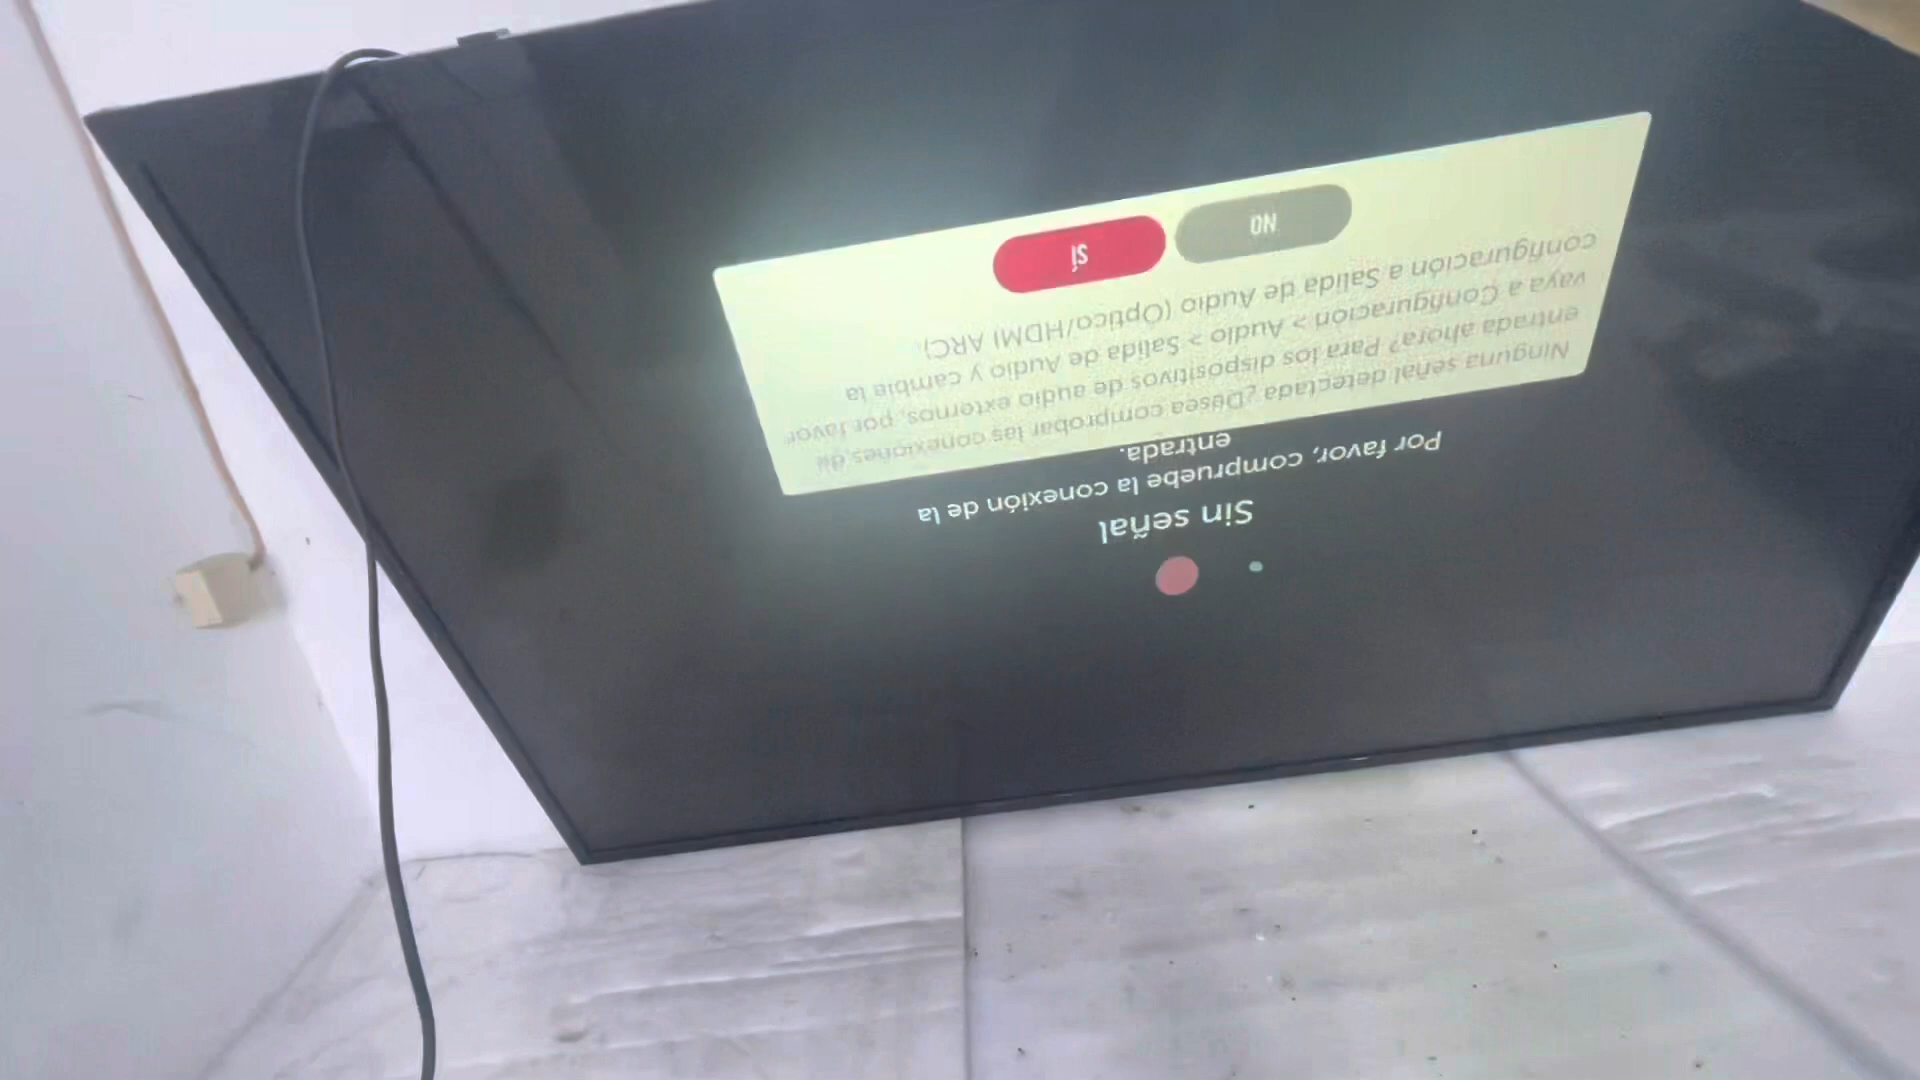 Sin señal
Por favor, compruebe la conexión de la
entrada.
Ninguna señal detectada ¿Desea comprobar las conexiones de
entrada ahora? Para los dispositivos de audio externos, por favor
vaya a Configuración > Audio > Salida de Audio y cambie la
configuración a Salida de Audio (Óptico/HDMI ARC).
SÍ
NO